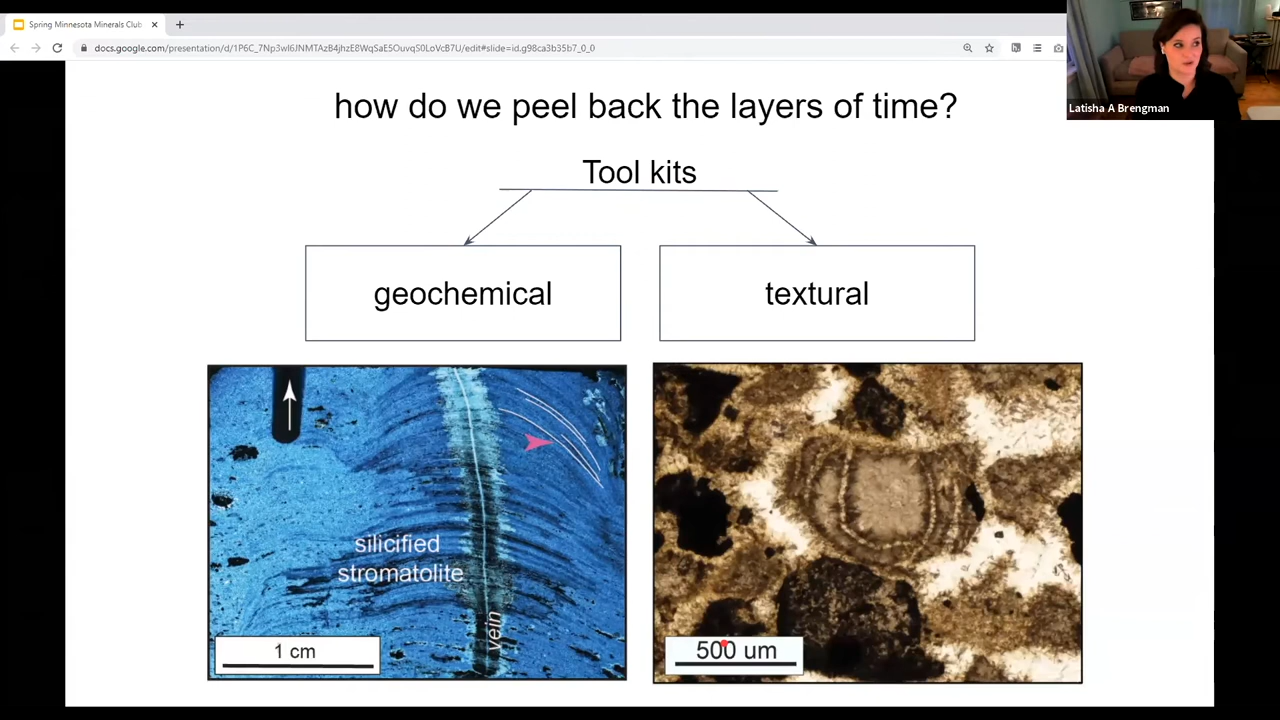 Spring Minnesota Minerals Club
docs.google.com/presentation/d/1P6C_7Np3wl6JNMTAzB4jhzE8WqSaE5OuvqS0LoVcB7U/edit#slide=id.g98ca3b35b7_0_0
Latisha A Brengman
how do we peel back the layers of time?
Tool kits
geochemical
textural
silicified
stromatolite
vein
1 cm
500 um